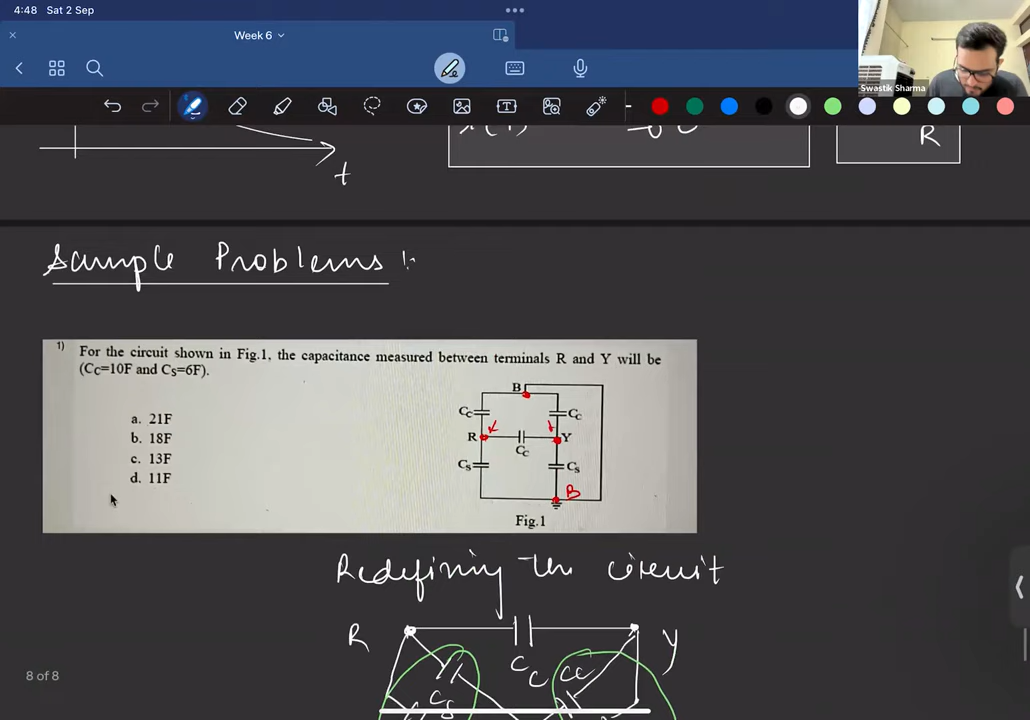 4:48 Sat 2 Sep
Week 6
Swastik Sharma
R
t
Sample Problems :-
1) For the circuit shown in Fig.1, the capacitance measured between terminals R and Y will be
(CC=10F and CS=6F).
a. 21F
b. 18F
c. 13F
d. 11F
B
Cc
Cc
R
Y
Cc
Cs
Cs
B
Fig.1
Redefining the circuit
R
Y
Cc
Cc
Cs
8 of 8